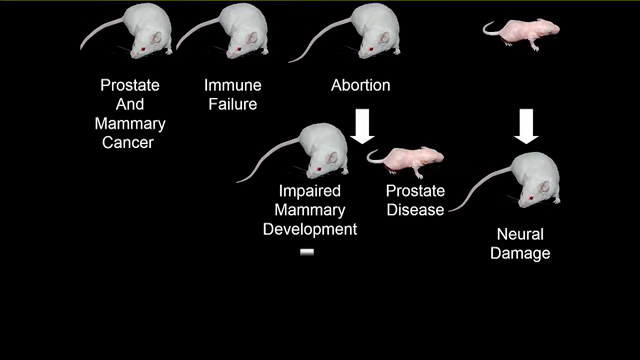 Prostate
And
Mammary
Cancer
Immune
Failure
Abortion
Impaired
Mammary
Development
Prostate
Disease
Neural
Damage